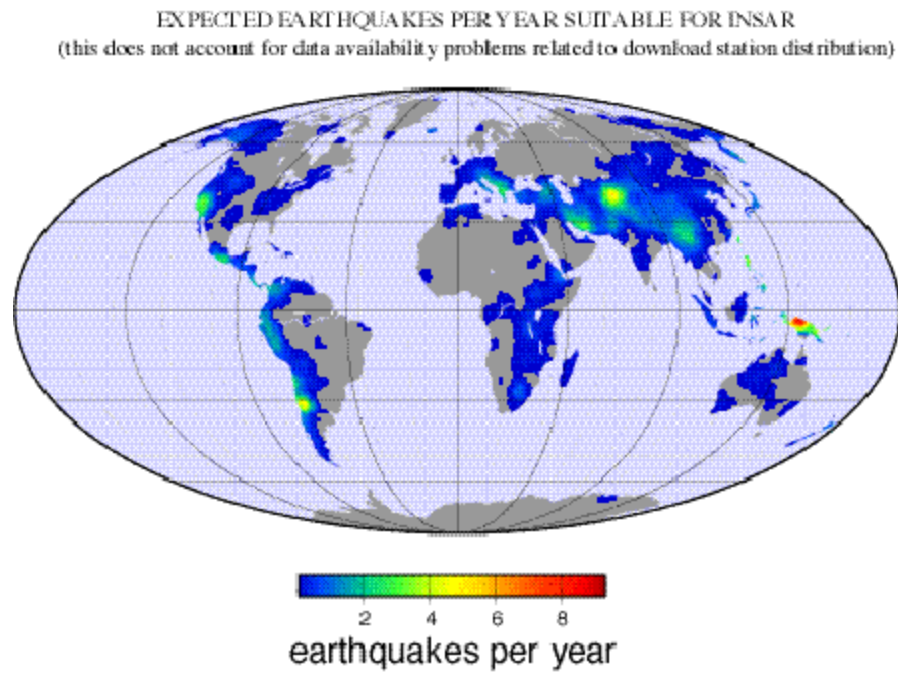 EXPECTED EARTHQUAKES PER YEAR SUITABLE FOR INSAR
(this does not account for data availability problems related to download station distribution)
2 4 6 8
earthquakes per year